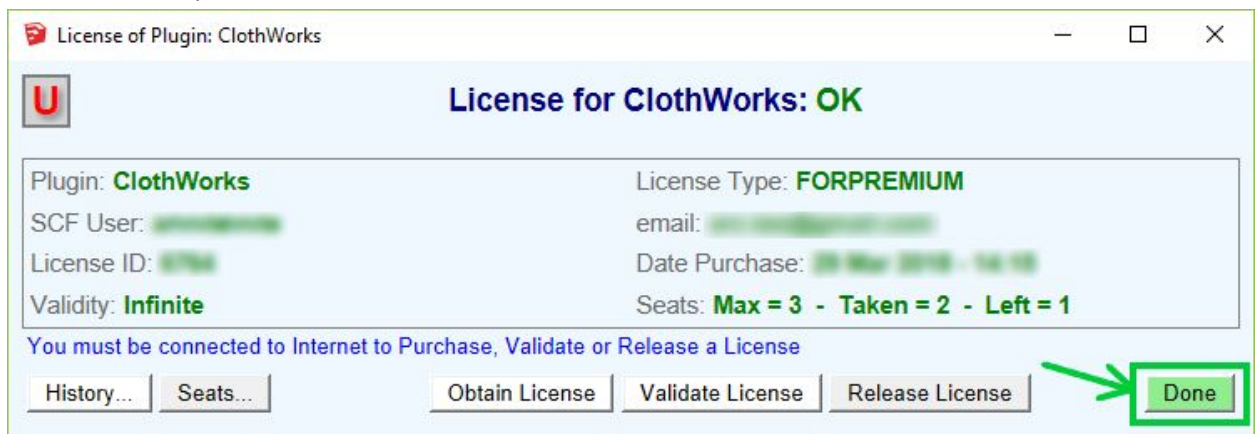 License of Plugin: ClothWorks
U
License for ClothWorks: OK
Plugin: ClothWorks
License Type: FORPREMIUM
SCF User:
email:
License ID:
Date Purchase:
Validity: Infinite
Seats: Max = 3 - Taken = 2 - Left = 1
You must be connected to Internet to Purchase, Validate or Release a License
History... Seats... Obtain License Validate License Release License Done